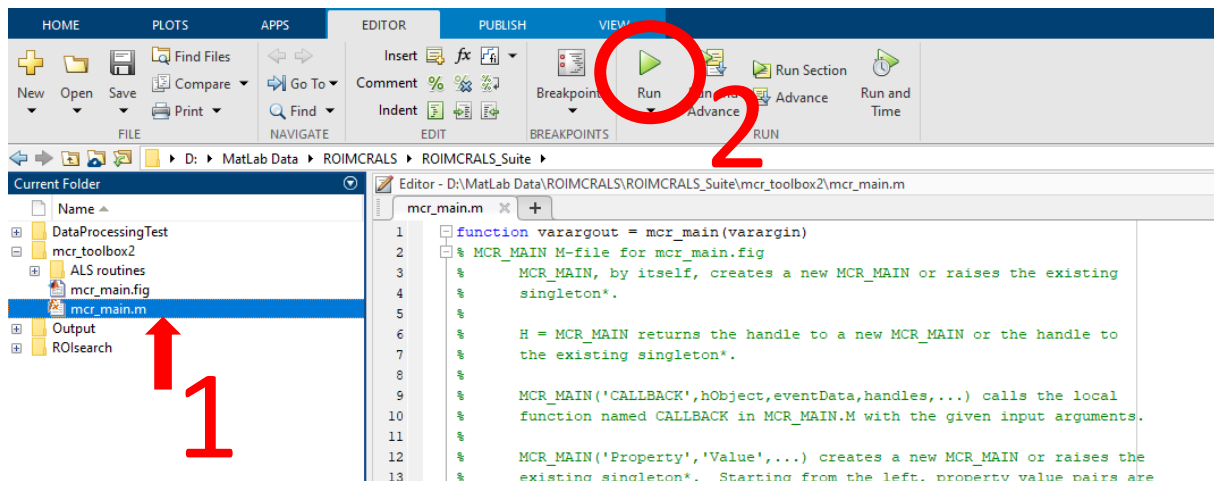 HOME PLOTS APPS EDITOR PUBLISH VIEW
Find Files Insert fx
New Open Save Compare Go To Comment Breakpoints Run Run and Advance Run Section Run and Time
Print Find Indent Advance
FILE NAVIGATE EDIT BREAKPOINTS RUN
2
D: MatLab Data ROIMCRALS ROIMCRALS_Suite
Current Folder
Name
DataProcessingTest
mcr_toolbox2
ALS routines
mcr_main.fig
mcr_main.m
Output
ROIsearch
1
Editor - D:\MatLab Data\ROIMCRALS\ROIMCRALS_Suite\mcr_toolbox2\mcr_main.m
mcr_main.m +
1 function varargout = mcr_main(varargin)
2 % MCR_MAIN M-file for mcr_main.fig
3 % MCR_MAIN, by itself, creates a new MCR_MAIN or raises the existing
4 % singleton*.
5 %
6 % H = MCR_MAIN returns the handle to a new MCR_MAIN or the handle to
7 % the existing singleton*.
8 %
9 % MCR_MAIN('CALLBACK',hObject,eventData,handles,...) calls the local
10 % function named CALLBACK in MCR_MAIN.M with the given input arguments.
11 %
12 % MCR_MAIN('Property','Value',...) creates a new MCR_MAIN or raises the
13 % existing singleton*. Starting from the left, property value pairs are